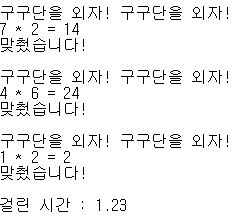 구구단을 외자! 구구단을 외자!
7 * 2 = 14
맞췄습니다!
구구단을 외자! 구구단을 외자!
4 * 6 = 24
맞췄습니다!
구구단을 외자! 구구단을 외자!
1 * 2 = 2
맞췄습니다!
걸린 시간 : 1.23